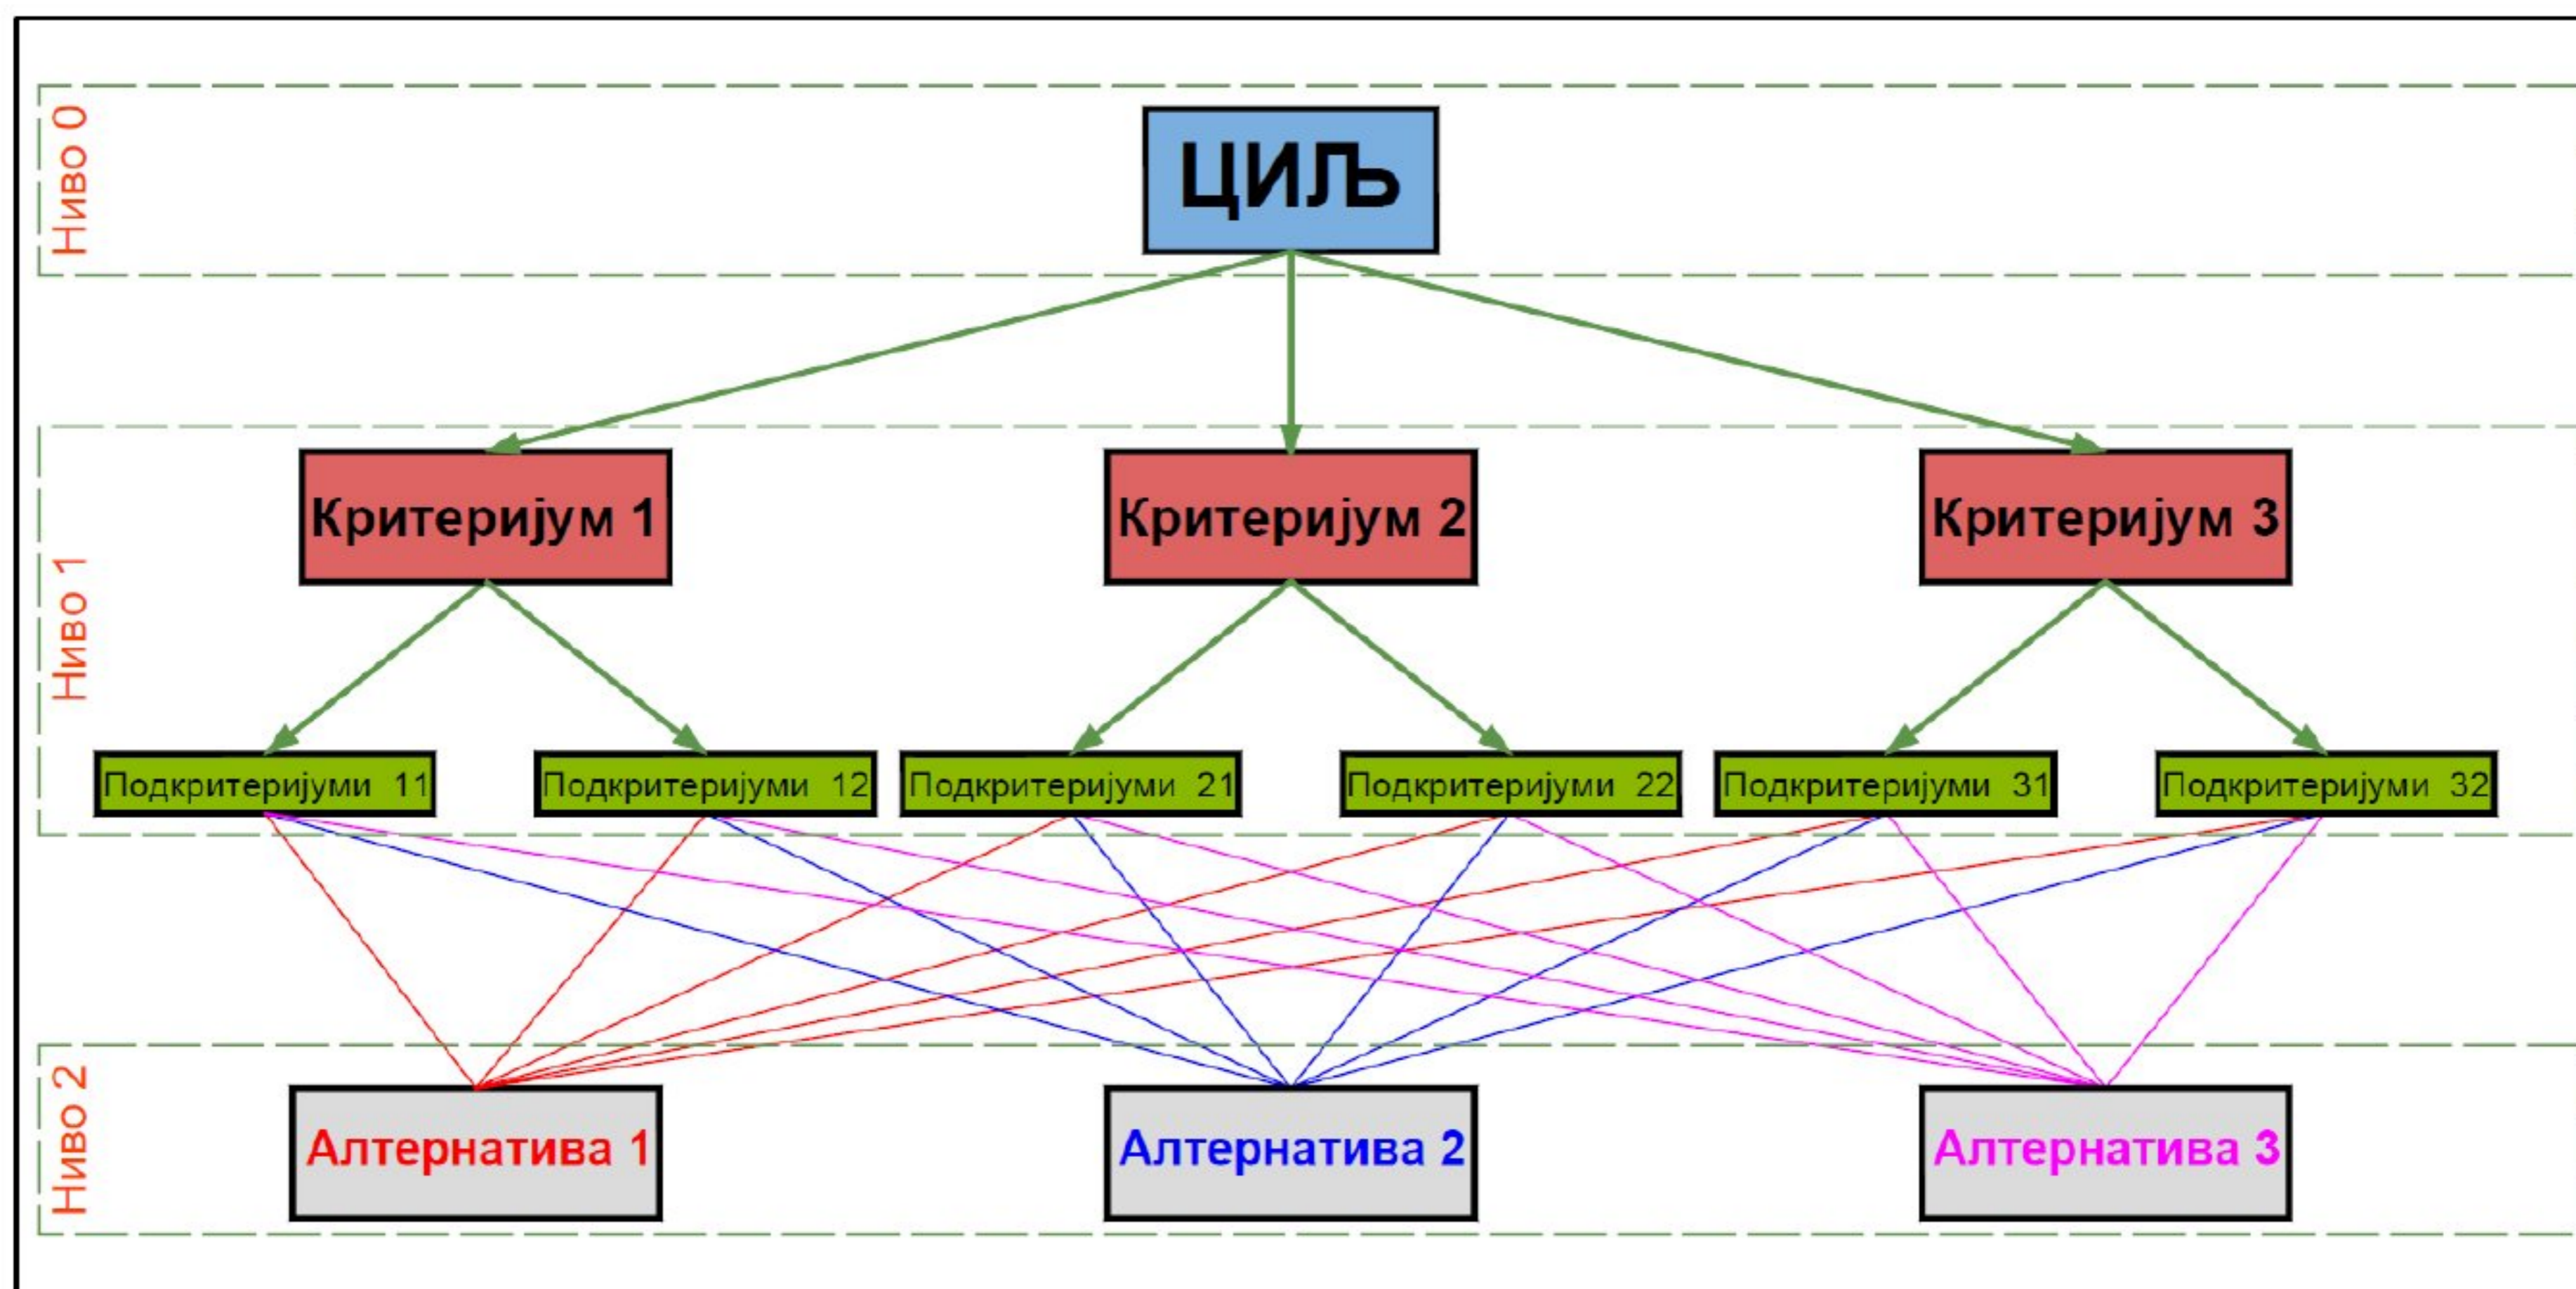 Ниво 0
ЦИЉ
Ниво 1
Критеријум 1
Критеријум 2
Критеријум 3
Подкритеријуми 11
Подкритеријуми 12
Подкритеријуми 21
Подкритеријуми 22
Подкритеријуми 31
Подкритеријуми 32
Ниво 2
Алтернатива 1
Алтернатива 2
Алтернатива 3